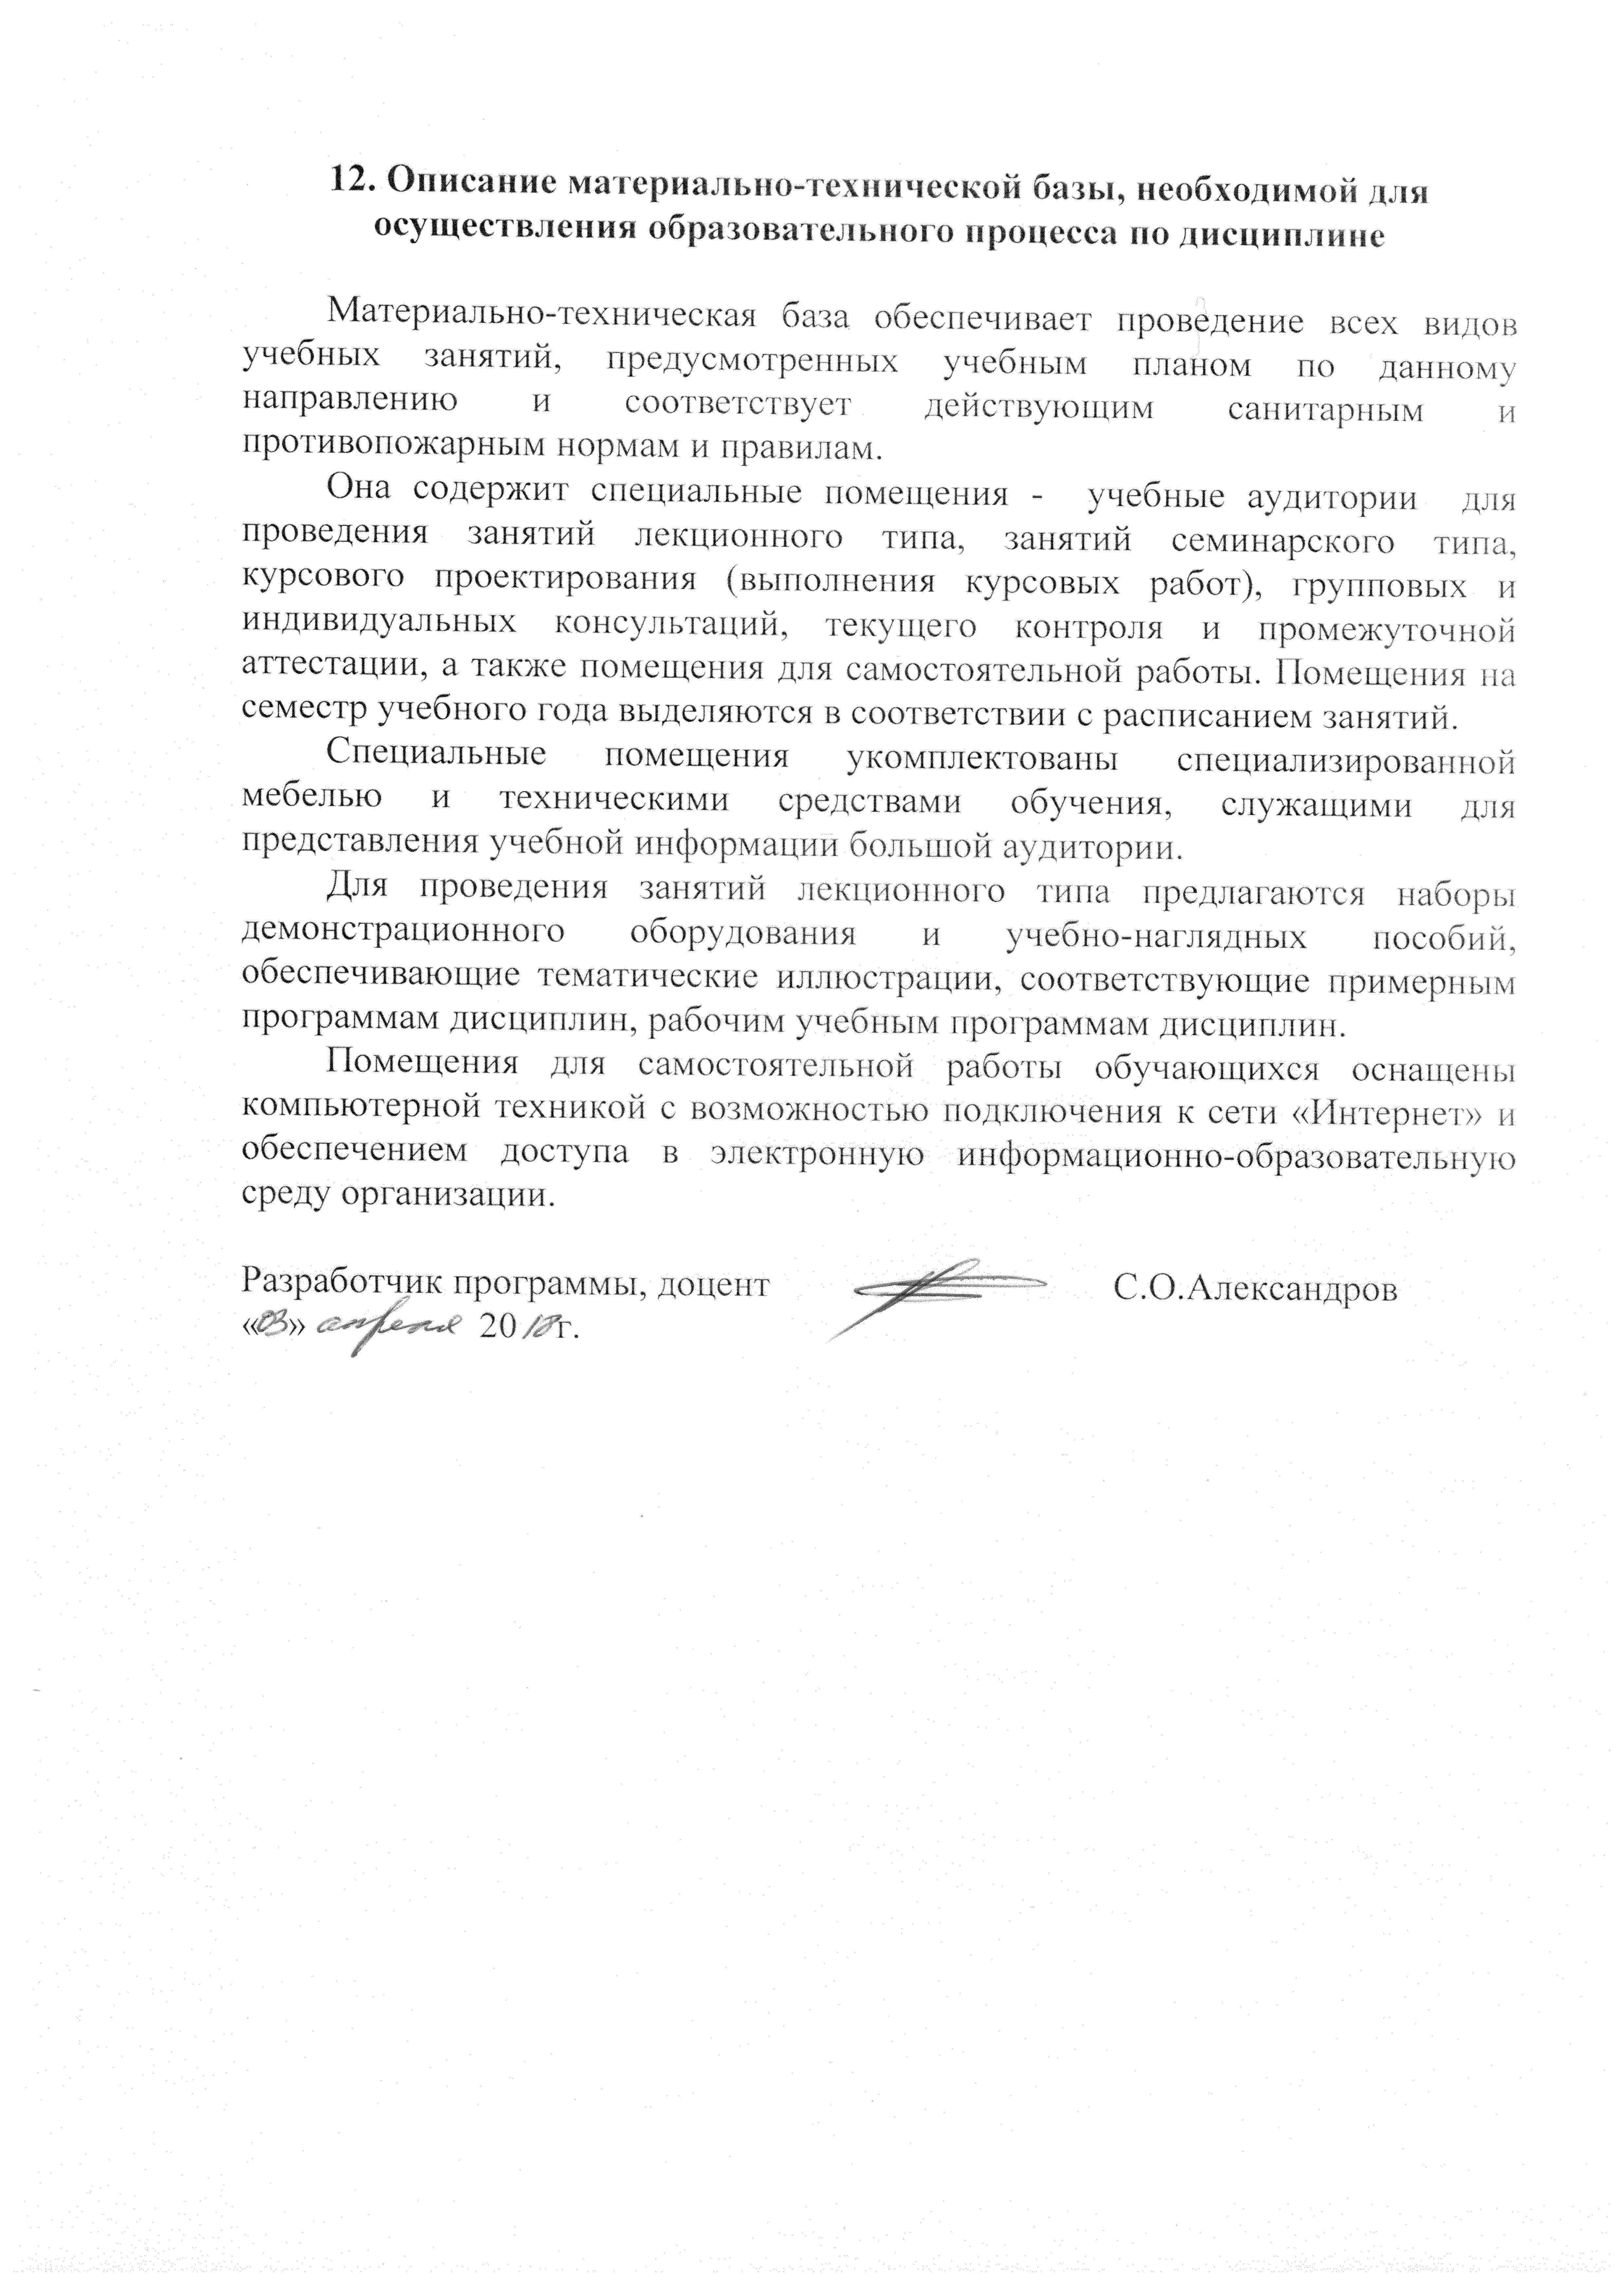 12. Описание материально-технической базы, необходимой для
осуществления образовательного процесса по дисциплине
Материально-техническая база обеспечивает проведение всех видов
учебных занятий, предусмотренных учебным планом по данному
направлению и соответствует действующим санитарным и
противопожарным нормам и правилам.
Она содержит специальные помещения - учебные аудитории для
проведения занятий лекционного типа, занятий семинарского типа,
курсового проектирования (выполнения курсовых работ), групповых и
индивидуальных консультаций, текущего контроля и промежуточной
аттестации, а также помещения для самостоятельной работы. Помещения на
семестр учебного года выделяются в соответствии с расписанием занятий.
Специальные помещения укомплектованы специализированной
мебелью и техническими средствами обучения, служащими для
представления учебной информации большой аудитории.
Для проведения занятий лекционного типа предлагаются наборы
демонстрационного оборудования и учебно-наглядных пособий,
обеспечивающие тематические иллюстрации, соответствующие примерным
программам дисциплин, рабочим учебным программам дисциплин.
Помещения для самостоятельной работы обучающихся оснащены
компьютерной техникой с возможностью подключения к сети «Интернет» и
обеспечением доступа в электронную информационно-образовательную
среду организации.
Разработчик программы, доцент С.О.Александров
«03» апреля 2018г.